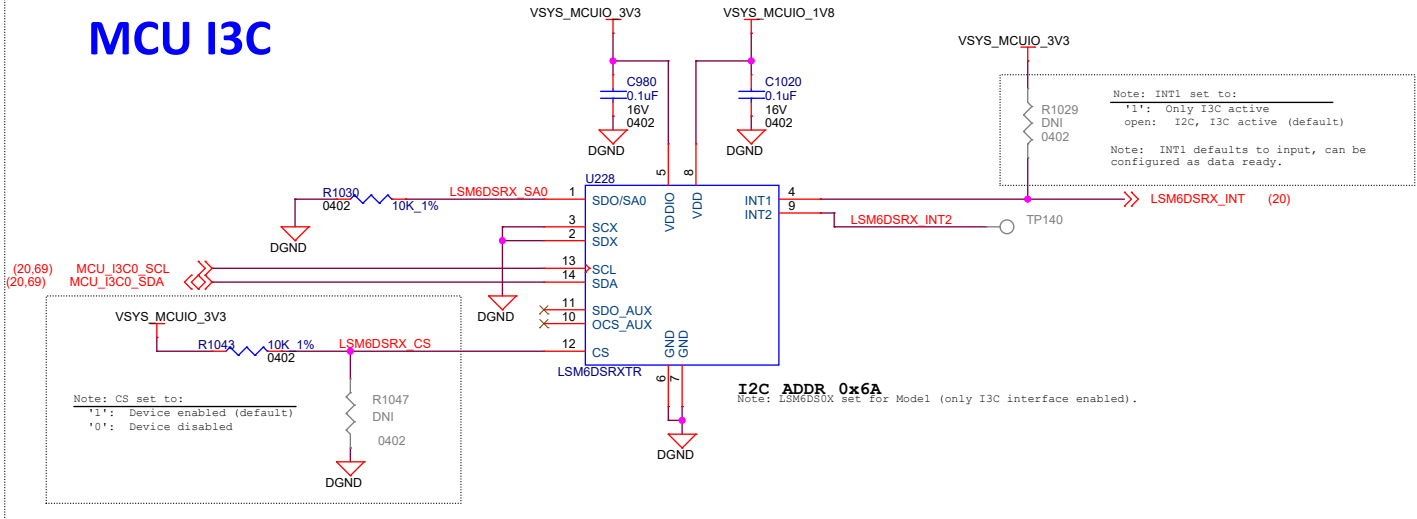 MCU I3C
VSYS_MCUIO_3V3
VSYS_MCUIO_1V8
VSYS_MCUIO_3V3
C980
0.1uF
16V
0402
DGND
C1020
0.1uF
16V
0402
DGND
R1029
DNI
0402
Note: INT1 set to:
'1': Only I3C active
open: I2C, I3C active (default)
Note: INT1 defaults to input, can be
configured as data ready.
U228
R1030
0402
10K_1%
LSM6DSRX_SA0
DGND
1
SDO/SA0
3
SCX
2
SDX
DGND
(20,69) MCU_I3C0_SCL
13
SCL
(20,69) MCU_I3C0_SDA
14
SDA
11
SDO_AUX
10
OCS_AUX
12
CS
5
VDDIO
8
VDD
INT1
4
INT2
9
GND
GND
6
7
LSM6DSRXTR
DGND
LSM6DSRX_INT (20)
LSM6DSRX_INT2
TP140
VSYS_MCUIO_3V3
R1043
10K_1%
0402
LSM6DSRX_CS
Note: CS set to:
'1': Device enabled (default)
'0': Device disabled
R1047
DNI
0402
DGND
I2C ADDR 0x6A
Note: LSM6DS0X set for Model (only I3C interface enabled).